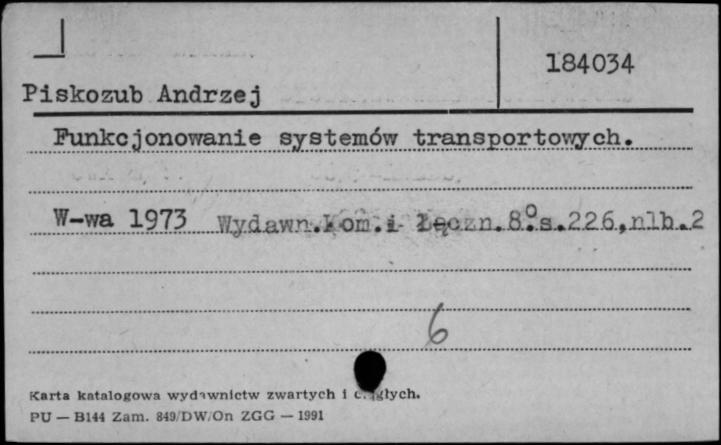 184034
Piskozub Andrzej
Funkcjonowanie systemów transportowych.
W-wa 1973 Wydawn.Kom.i Łączn.8°.s.226,nlb.2
6
Karta katalogowa wydawnictw zwartych i ciągłych.
PU — B144 Zam. 849/DW/On ZGG — 1991